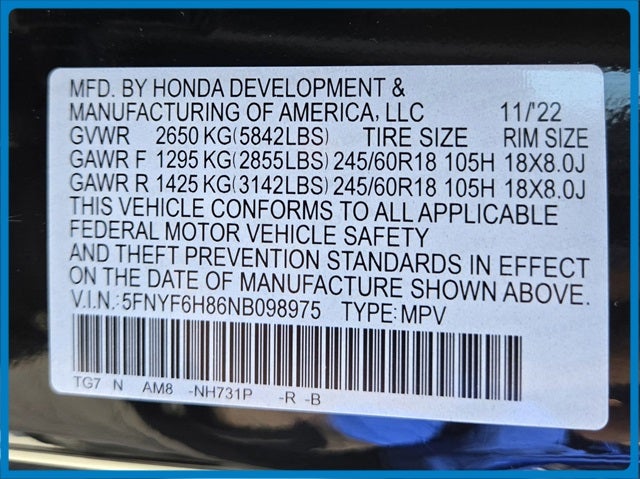 MFD. BY HONDA DEVELOPMENT &
MANUFACTURING OF AMERICA, LLC 11/'22
GVWR 2650 KG(5842LBS) TIRE SIZE RIM SIZE
GAWR F 1295 KG(2855LBS) 245/60R18 105H 18X8.0J
GAWR R 1425 KG(3142LBS) 245/60R18 105H 18X8.0J
THIS VEHICLE CONFORMS TO ALL APPLICABLE
FEDERAL MOTOR VEHICLE SAFETY
AND THEFT PREVENTION STANDARDS IN EFFECT
ON THE DATE OF MANUFACTURE SHOWN ABOVE.
V.I.N.:5FNYF6H86NB098975 TYPE:MPV
TG7 N AM8 -NH731P -R -B